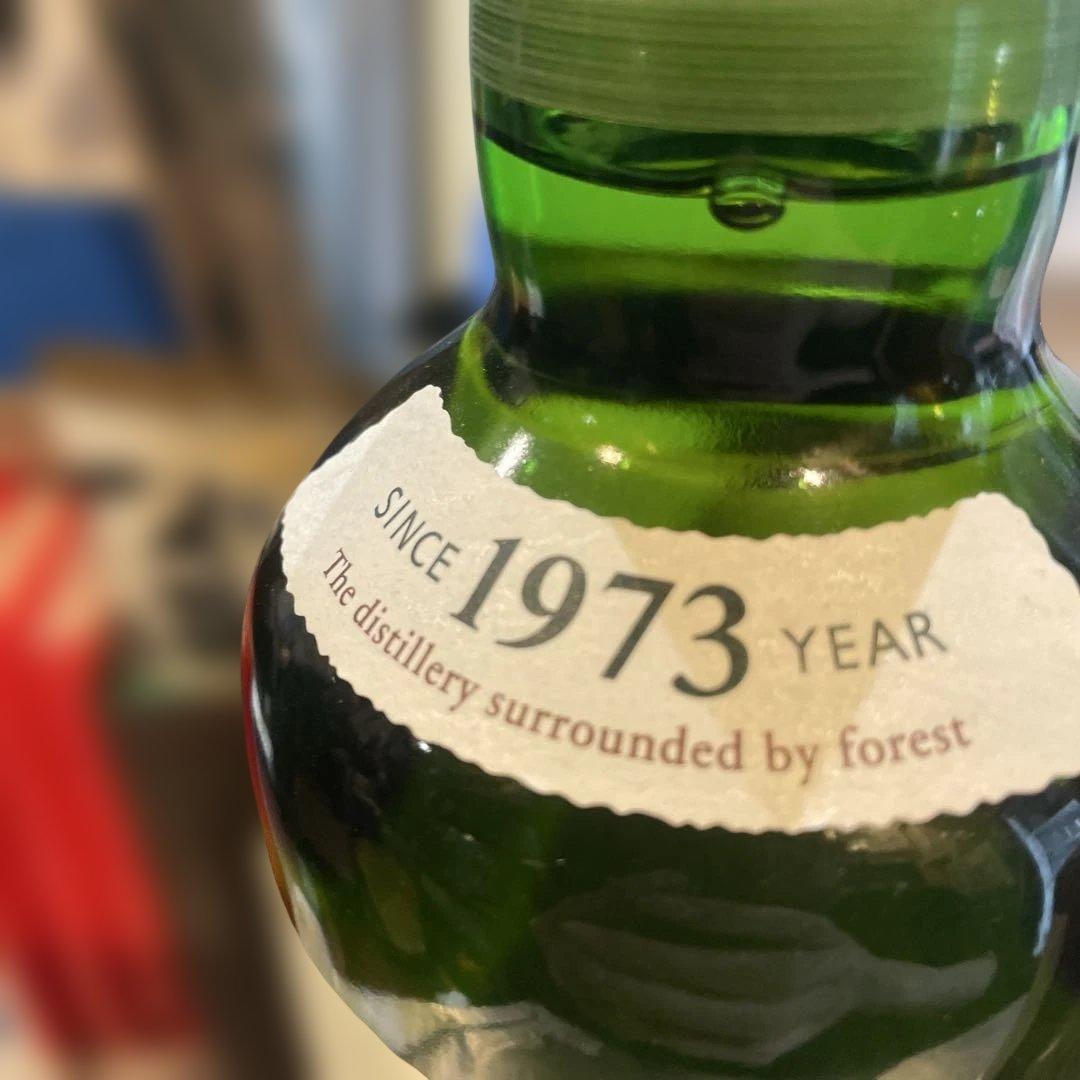 SINCE 1973 YEAR
The distillery surrounded by forest